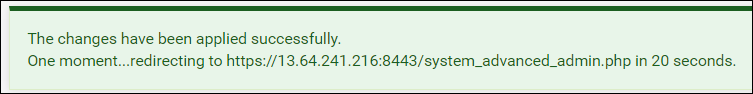 The changes have been applied successfully.
One moment...redirecting to https://13.64.241.216:8443/system_advanced_admin.php in 20 seconds.